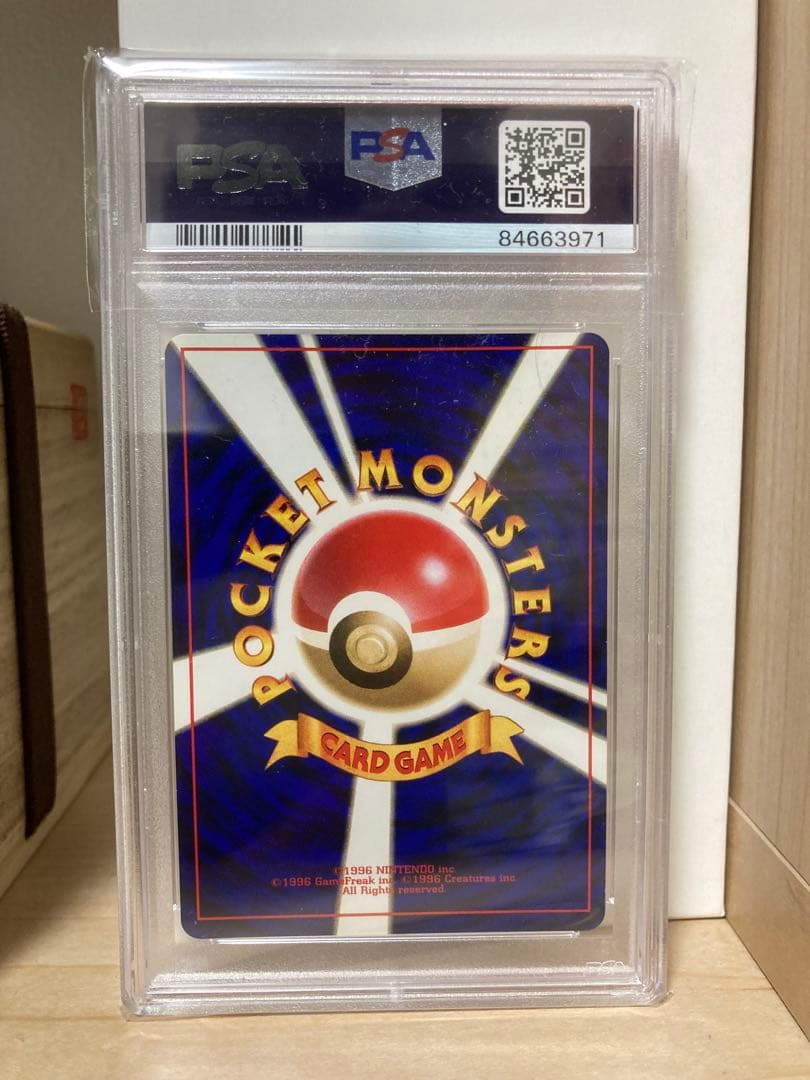 PSA
PSA
84663971
POCKET MONSTERS
CARD GAME
©1996 NINTENDO inc.
©1996 GameFreak inc. ©1996 Creatures inc.
All Rights reserved.
PSA